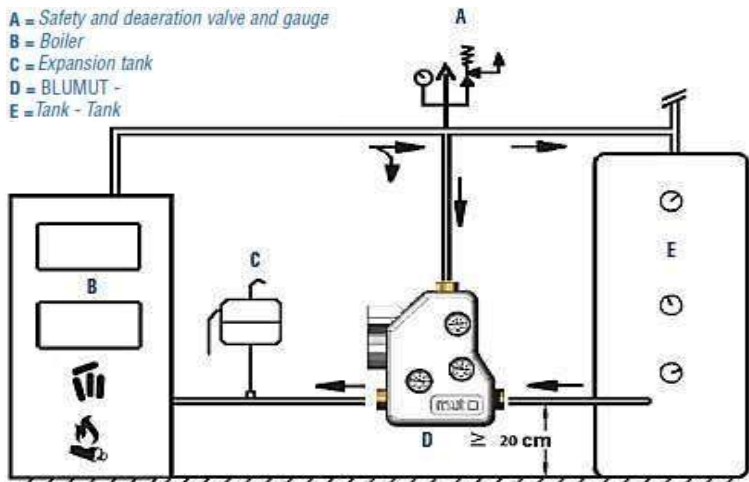 A = Safety and deaeration valve and gauge
B = Boiler
C = Expansion tank
D = BLUMUT -
E = Tank - Tank
A
B
C
E
mut
D
≥ 20 cm